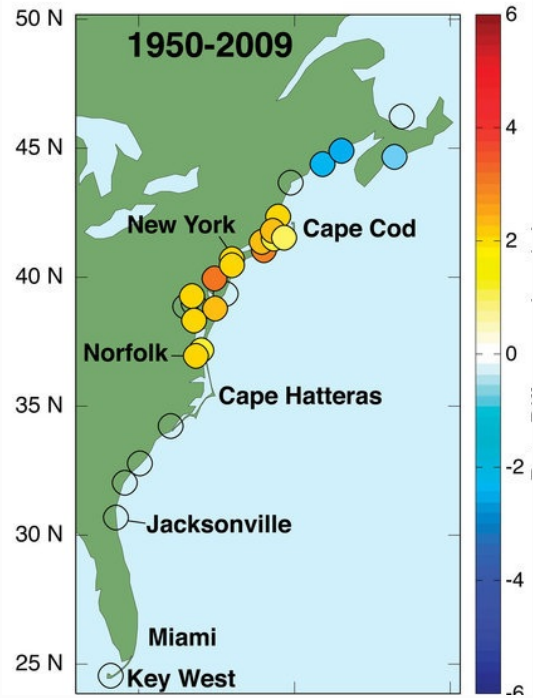 50 N
1950-2009
6
45 N
4
New York
Cape Cod
2
40 N
0
Norfolk
Cape Hatteras
35 N
-2
Jacksonville
30 N
-4
Miami
25 N
Key West
-6